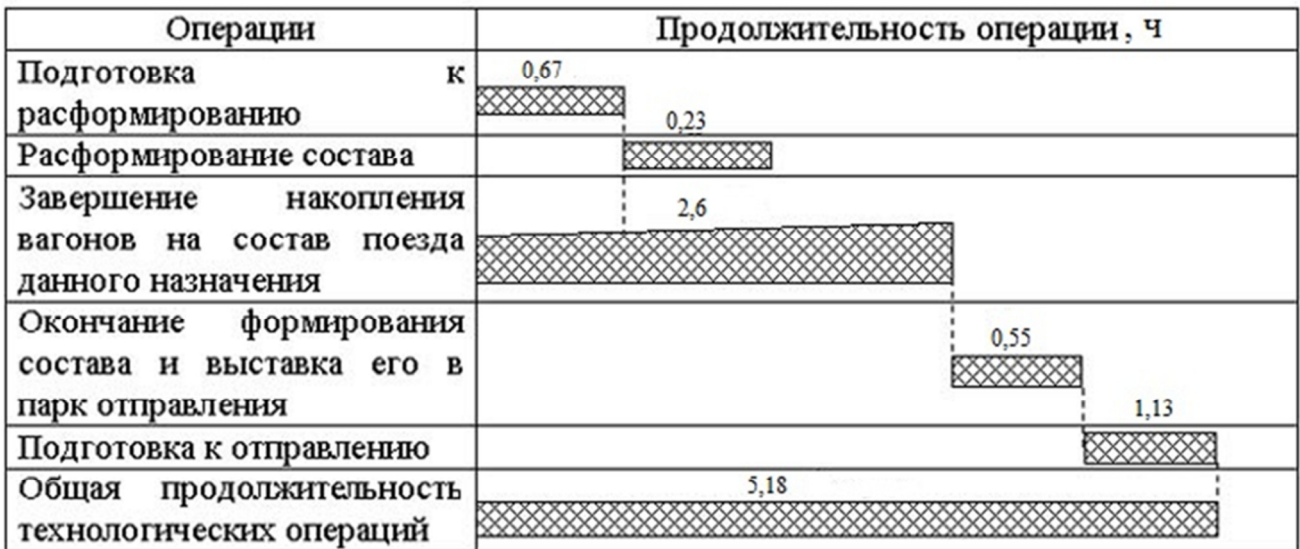 Операции
Продолжительность операции, ч
Подготовка к
расформированию
0,67
Расформирование состава
0,23
Завершение накопления
вагонов на состав поезда
данного назначения
2,6
Окончание формирования
состава и выставка его в
парк отправления
0,55
Подготовка к отправлению
1,13
Общая продолжительность
технологических операций
5,18